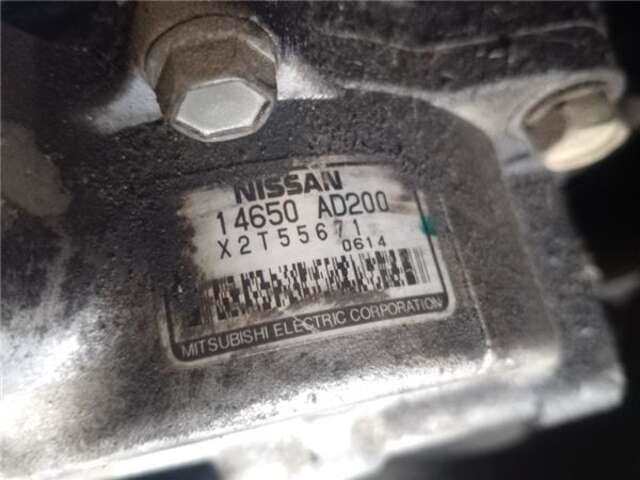 NISSAN
14650 AD200
X2T55671
0614
MITSUBISHI ELECTRIC CORPORATION